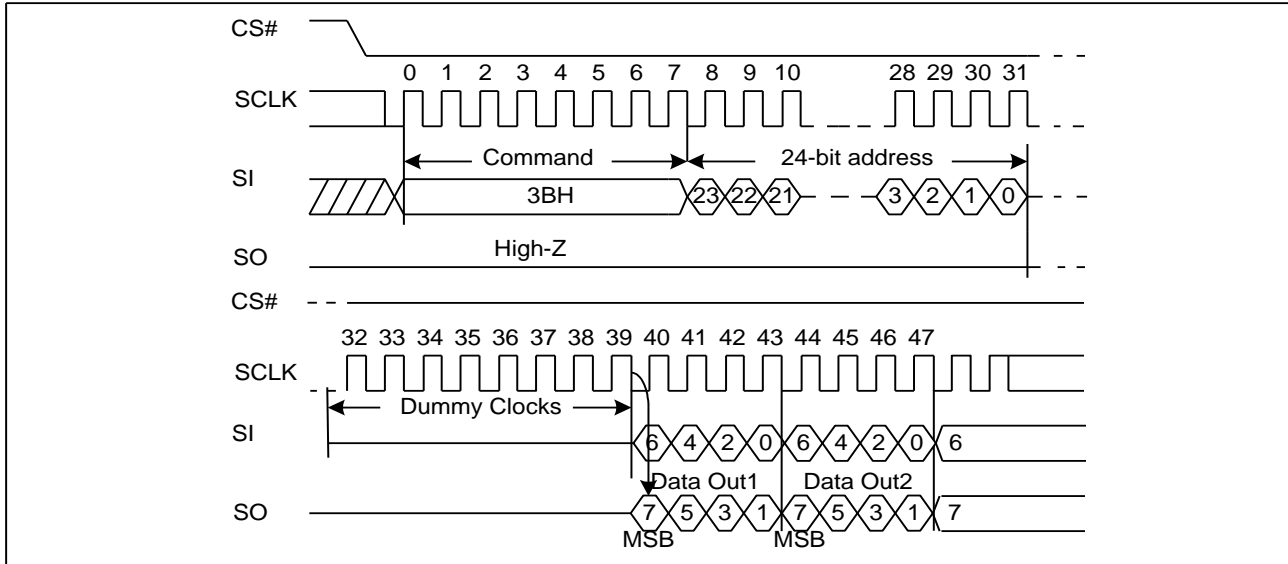 CS#
0 1 2 3 4 5 6 7 8 9 10 28 29 30 31
SCLK
Command 24-bit address
SI
3BH 23 22 21 3 2 1 0
High-Z
SO
CS#
32 33 34 35 36 37 38 39 40 41 42 43 44 45 46 47
SCLK
Dummy Clocks
SI
6 4 2 0 6 4 2 0 6
Data Out1 Data Out2
SO
7 5 3 1 7 5 3 1 7
MSB MSB